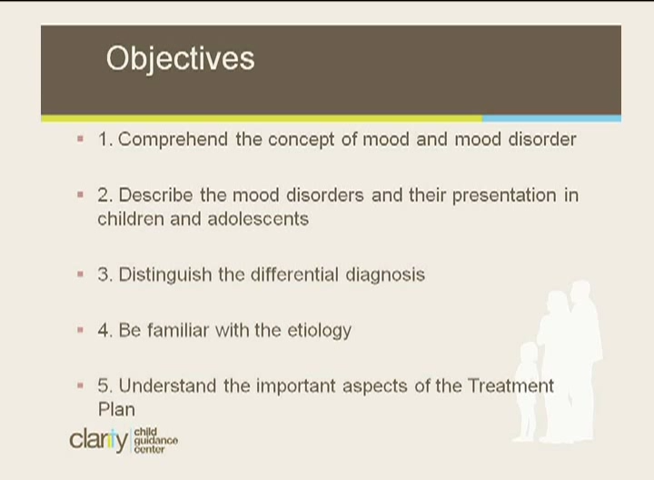 Objectives
1. Comprehend the concept of mood and mood disorder
2. Describe the mood disorders and their presentation in
children and adolescents
3. Distinguish the differential diagnosis
4. Be familiar with the etiology
5. Understand the important aspects of the Treatment
Plan
clarity child
guidance
center